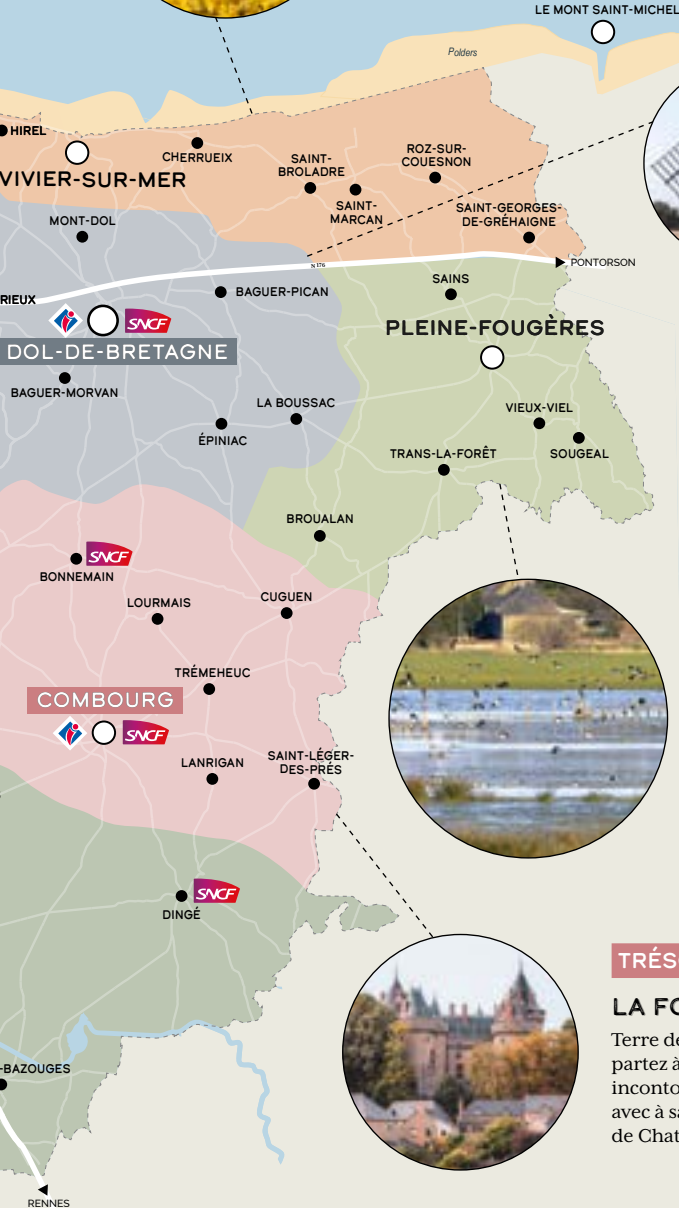 LE MONT SAINT-MICHEL
Polders
HIREL
CHERRUEIX
VIVIER-SUR-MER
SAINT-
BROLADRE
ROZ-SUR-
COUESNON
SAINT-
MARCAN
MONT-DOL
SAINT-GEORGES-
DE-GRÉHAIGNE
N 176
PONTORSON
SAINS
RIEUX
BAGUER-PICAN
SNCF
PLEINE-FOUGÈRES
DOL-DE-BRETAGNE
BAGUER-MORVAN
LA BOUSSAC
VIEUX-VIEL
ÉPINIAC
TRANS-LA-FORÊT
SOUGEAL
BROUALAN
SNCF
BONNEMAIN
LOURMAIS
CUGUEN
TRÉMEHEUC
COMBOURG
SNCF
LANRIGAN
SAINT-LÉGER-
DES-PRÉS
SNCF
DINGÉ
TRÉS
LA FO
Terre de
partez à
inconto
avec à sa
de Chat
-BAZOUGES
RENNES